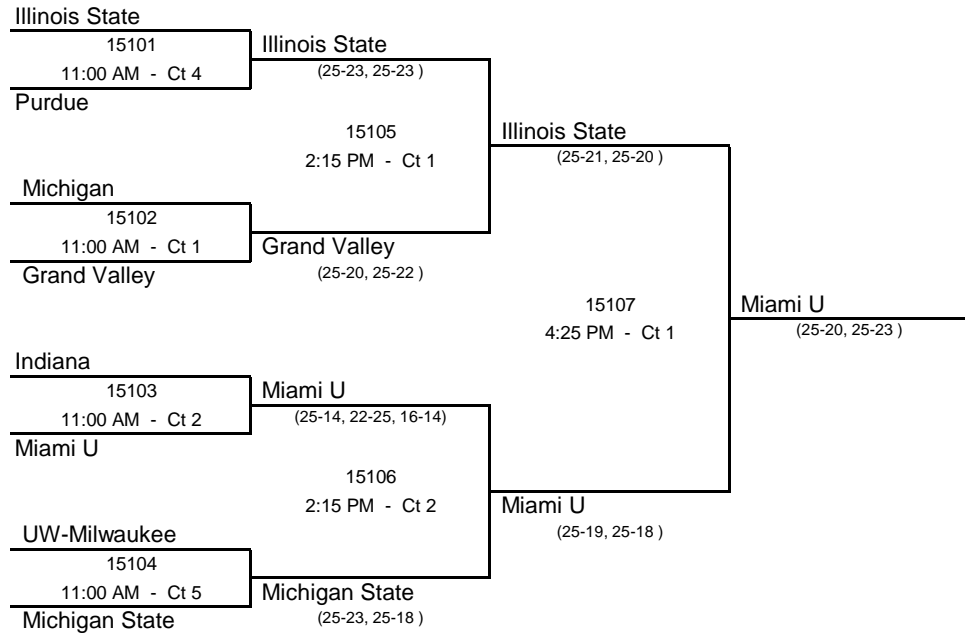 Illinois State
15101
11:00 AM - Ct 4
Purdue
Illinois State
(25-23, 25-23 )
15105
2:15 PM - Ct 1
Michigan
15102
11:00 AM - Ct 1
Grand Valley
Grand Valley
(25-20, 25-22 )
Illinois State
(25-21, 25-20 )
15107
4:25 PM - Ct 1
Miami U
(25-20, 25-23 )
Indiana
15103
11:00 AM - Ct 2
Miami U
Miami U
(25-14, 22-25, 16-14)
15106
2:15 PM - Ct 2
Miami U
(25-19, 25-18 )
UW-Milwaukee
15104
11:00 AM - Ct 5
Michigan State
Michigan State
(25-23, 25-18 )